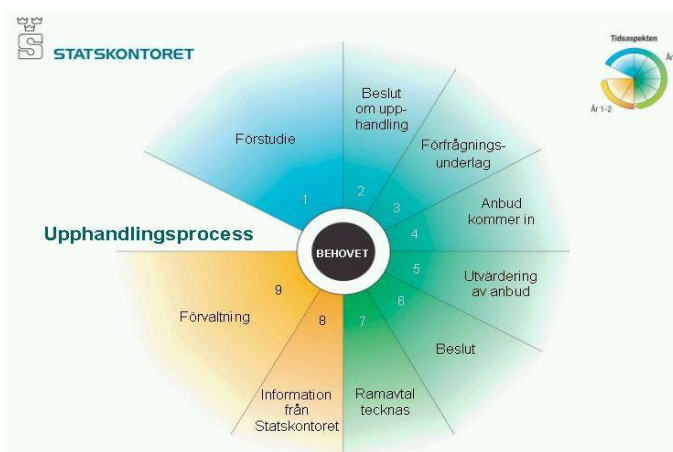 STATSKONTORET
Tidsaspekten
År
År 1-2
Upphandlingsprocess
BEHOVET
1
Förstudie
2
Beslut
om upp-
handling
3
Förfrågnings-
underlag
4
Anbud
kommer in
5
Utvärdering
av anbud
6
Beslut
7
Ramavtal
tecknas
8
Information
från
Statskontoret
9
Förvaltning